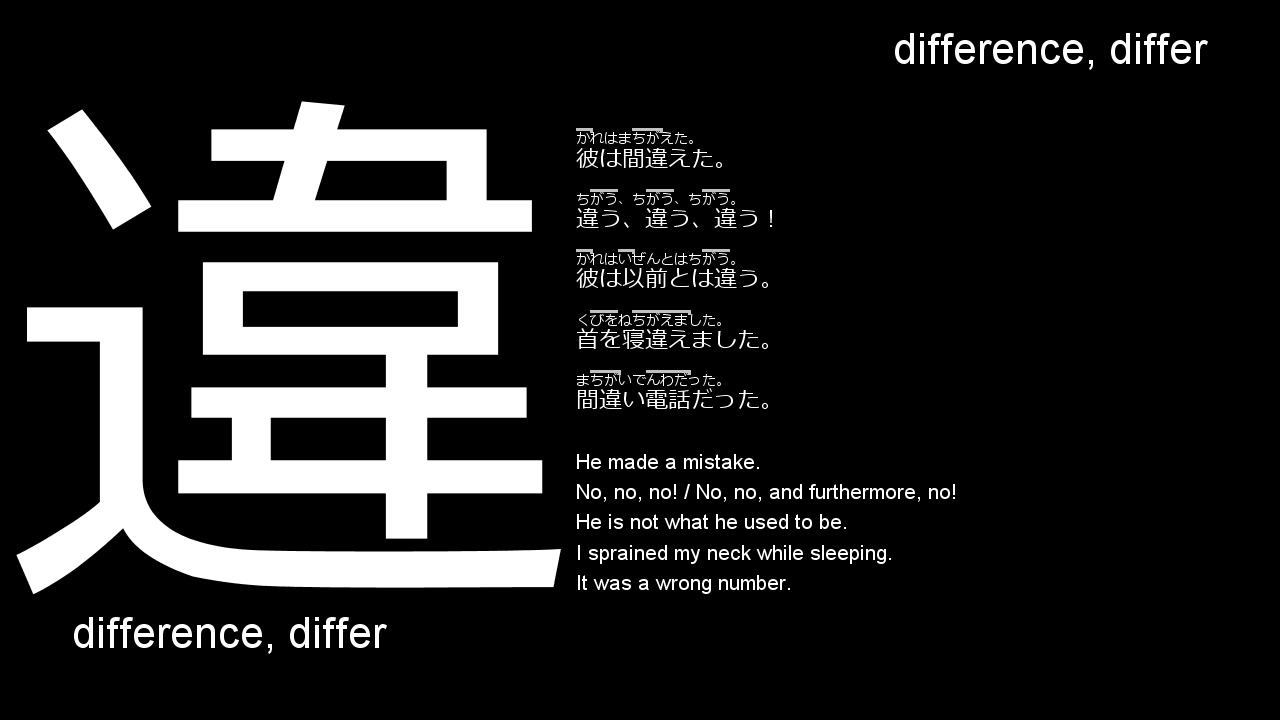 difference, differ
違
かれはまちがえた。
彼は間違えた。
ちがう、ちがう、ちがう。
違う、違う、違う！
かれはいぜんとはちがう。
彼は以前とは違う。
くびをねちがえました。
首を寝違えました。
まちがいでんわだった。
間違い電話だった。
He made a mistake.
No, no, no! / No, no, and furthermore, no!
He is not what he used to be.
I sprained my neck while sleeping.
It was a wrong number.
difference, differ